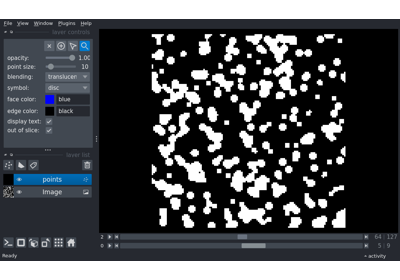 File View Window Plugins Help
layer controls
opacity: 1.00
point size: 10
blending: translucen
symbol: disc
face color: blue
edge color: black
display text:
out of slice:
layer list
points
Image
2 64 127
0 5 9
Ready activity